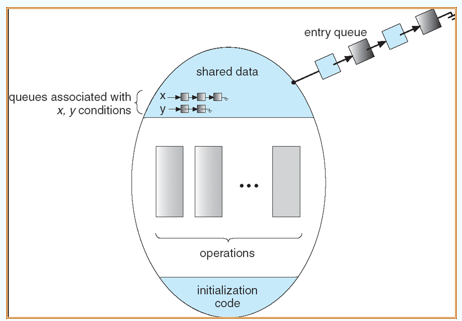 entry queue
shared data
queues associated with
x, y conditions
x
y
...
operations
initialization
code